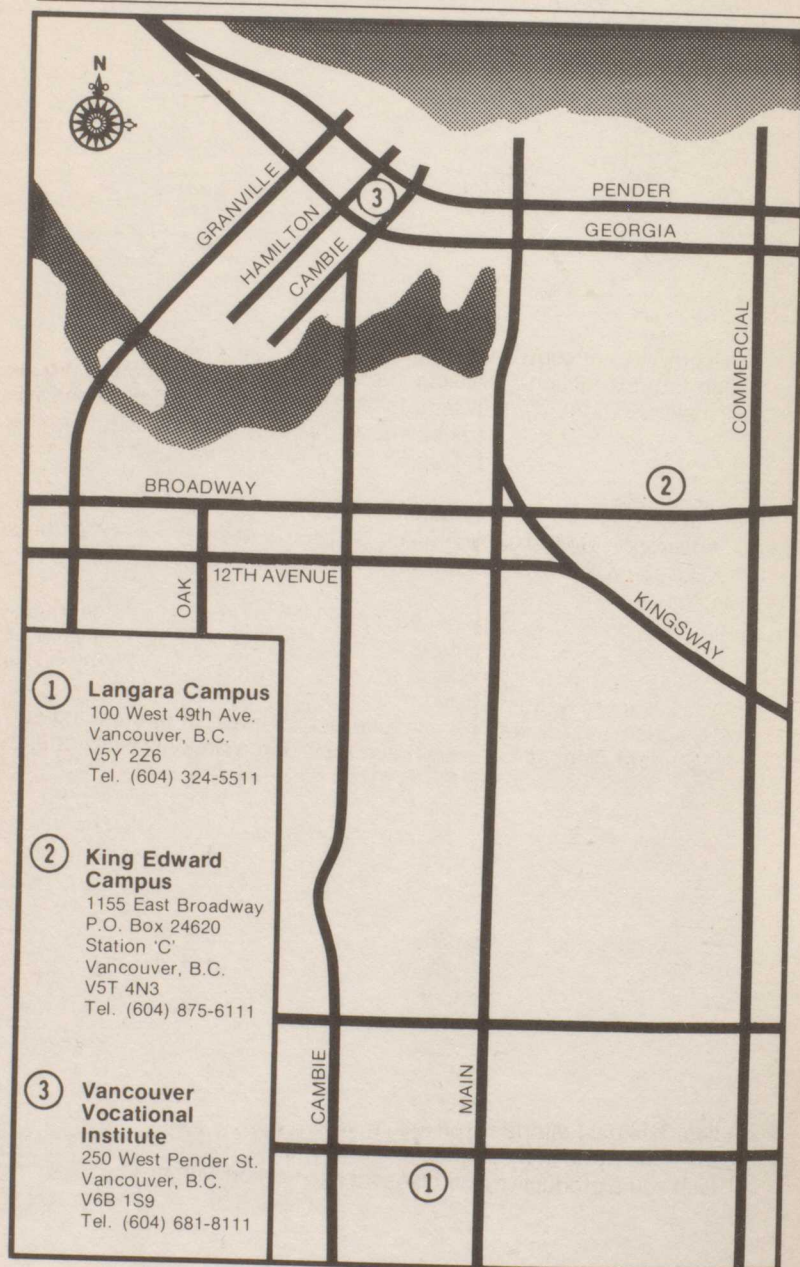 N
PENDER
GRANVILLE
GEORGIA
HAMILTON
CAMBIE
COMMERCIAL
2
3
BROADWAY
12TH AVENUE
OAK
KINGSWAY
1 Langara Campus
100 West 49th Ave.
Vancouver, B.C.
V5Y 2Z6
Tel. (604) 324-5511
2 King Edward
Campus
1155 East Broadway
P.O. Box 24620
Station 'C'
Vancouver, B.C.
V5T 4N3
Tel. (604) 875-6111
3 Vancouver
Vocational
Institute
250 West Pender St.
Vancouver, B.C.
V6B 1S9
Tel. (604) 681-8111
CAMBIE
MAIN
1